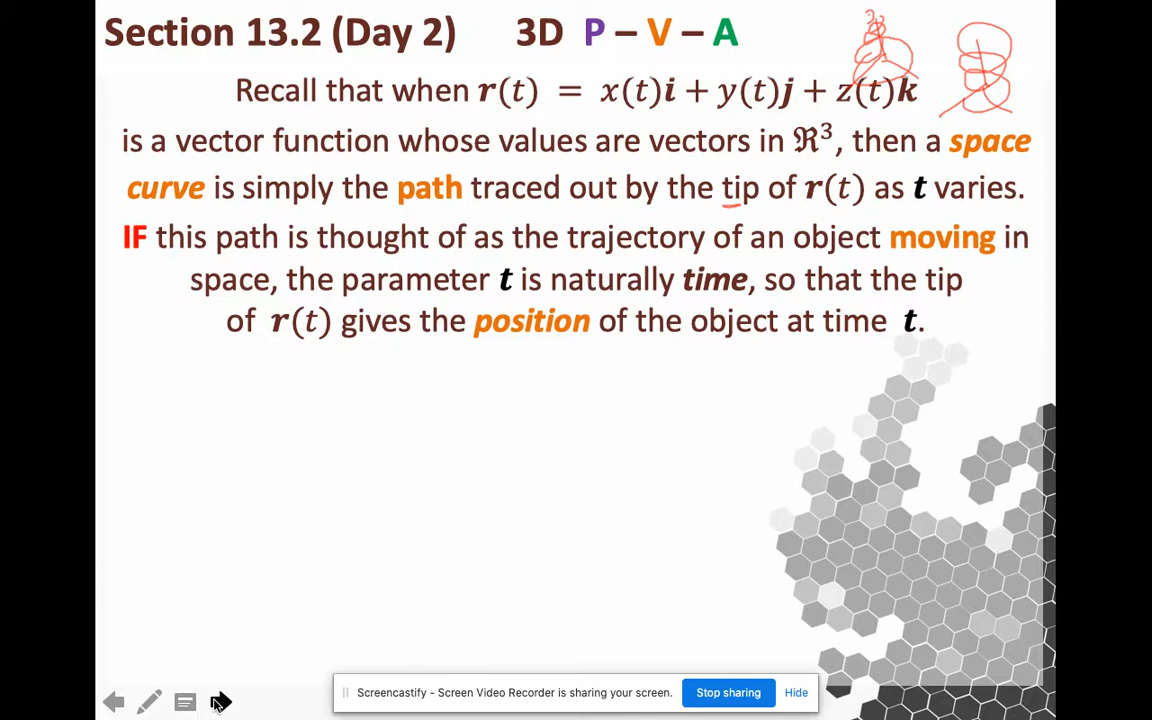 Section 13.2 (Day 2) 3D P – V – A
Recall that when r(t) = x(t)i + y(t)j + z(t)k
is a vector function whose values are vectors in ℜ³, then a space
curve is simply the path traced out by the tip of r(t) as t varies.
IF this path is thought of as the trajectory of an object moving in
space, the parameter t is naturally time, so that the tip
of r(t) gives the position of the object at time t.
Screencastify - Screen Video Recorder is sharing your screen. Stop sharing Hide